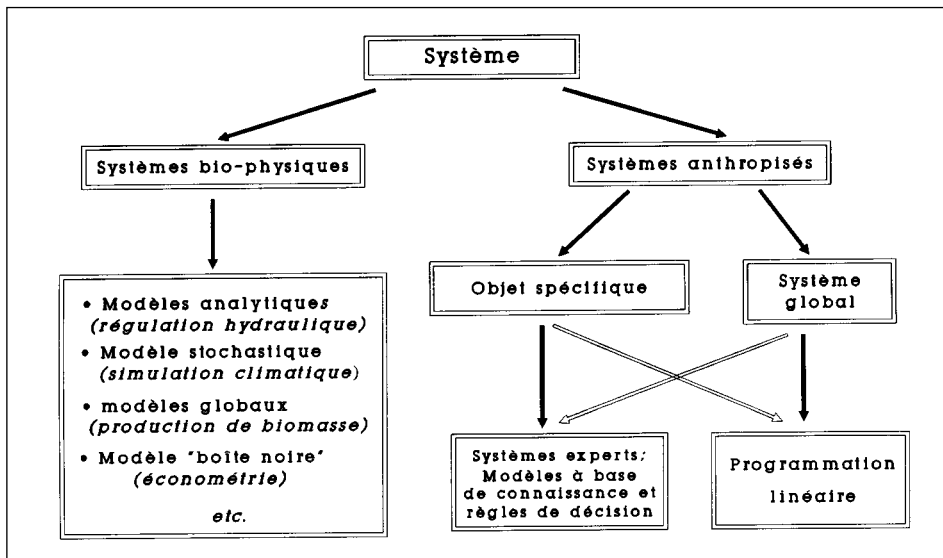 Système
Systèmes bio-physiques
Systèmes anthropisés
• Modèles analytiques
(régulation hydraulique)
• Modèle stochastique
(simulation climatique)
• modèles globaux
(production de biomasse)
• Modèle "boîte noire"
(économétrie)
etc.
Objet spécifique
Système
global
Systèmes experts;
Modèles à base
de connaissance et
règles de décision
Programmation
linéaire